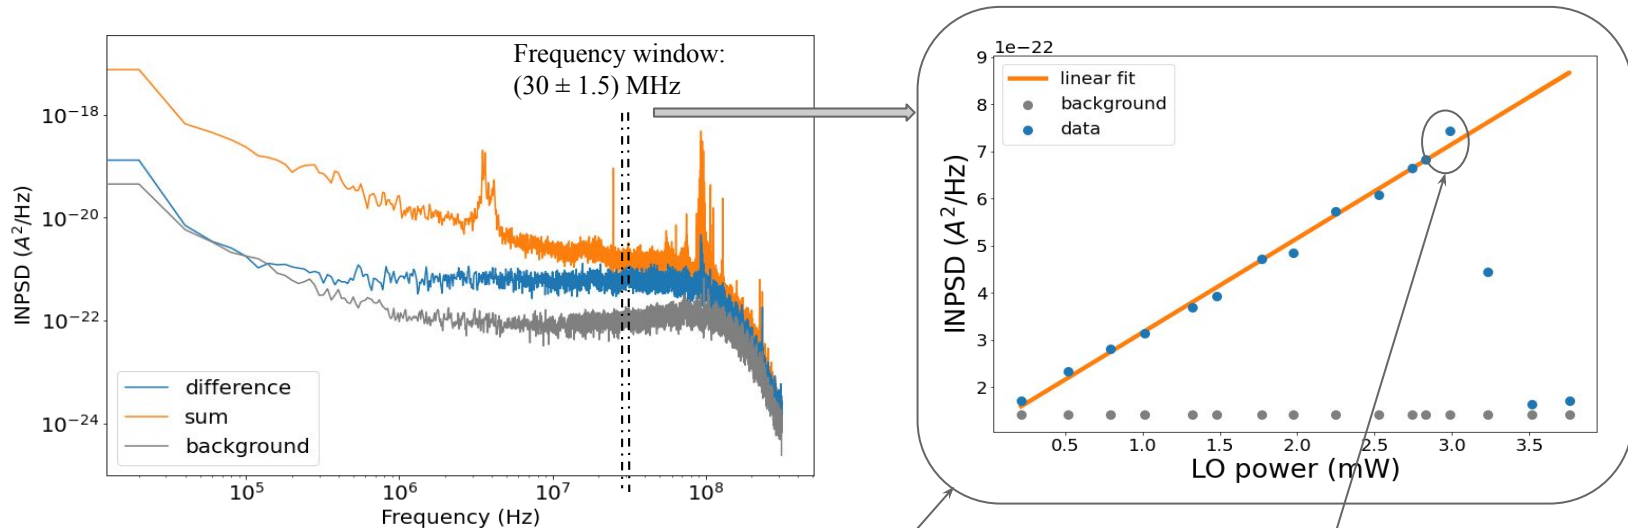 Frequency window:
(30 ± 1.5) MHz
INPSD (A²/Hz)
10⁻¹⁸
10⁻²⁰
10⁻²²
10⁻²⁴
difference
sum
background
10⁵
10⁶
10⁷
10⁸
Frequency (Hz)
1e−22
INPSD (A²/Hz)
9
8
7
6
5
4
3
2
linear fit
background
data
0.5
1.0
1.5
2.0
2.5
3.0
3.5
LO power (mW)